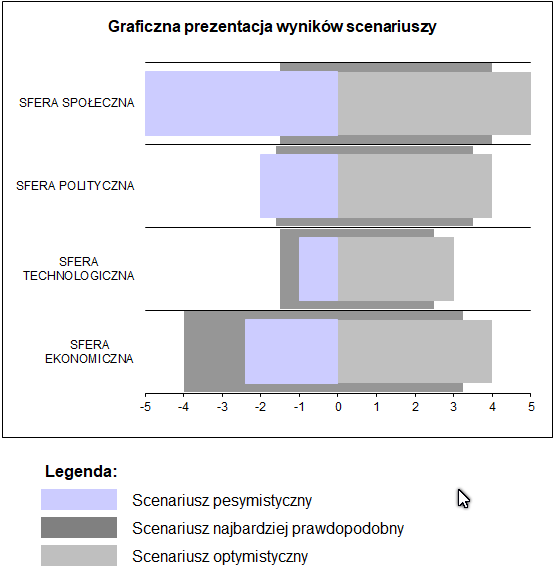 Graficzna prezentacja wyników scenariuszy
SFERA SPOŁECZNA
SFERA POLITYCZNA
SFERA
TECHNOLOGICZNA
SFERA
EKONOMICZNA
-5 -4 -3 -2 -1 0 1 2 3 4 5
Legenda:
Scenariusz pesymistyczny
Scenariusz najbardziej prawdopodobny
Scenariusz optymistyczny